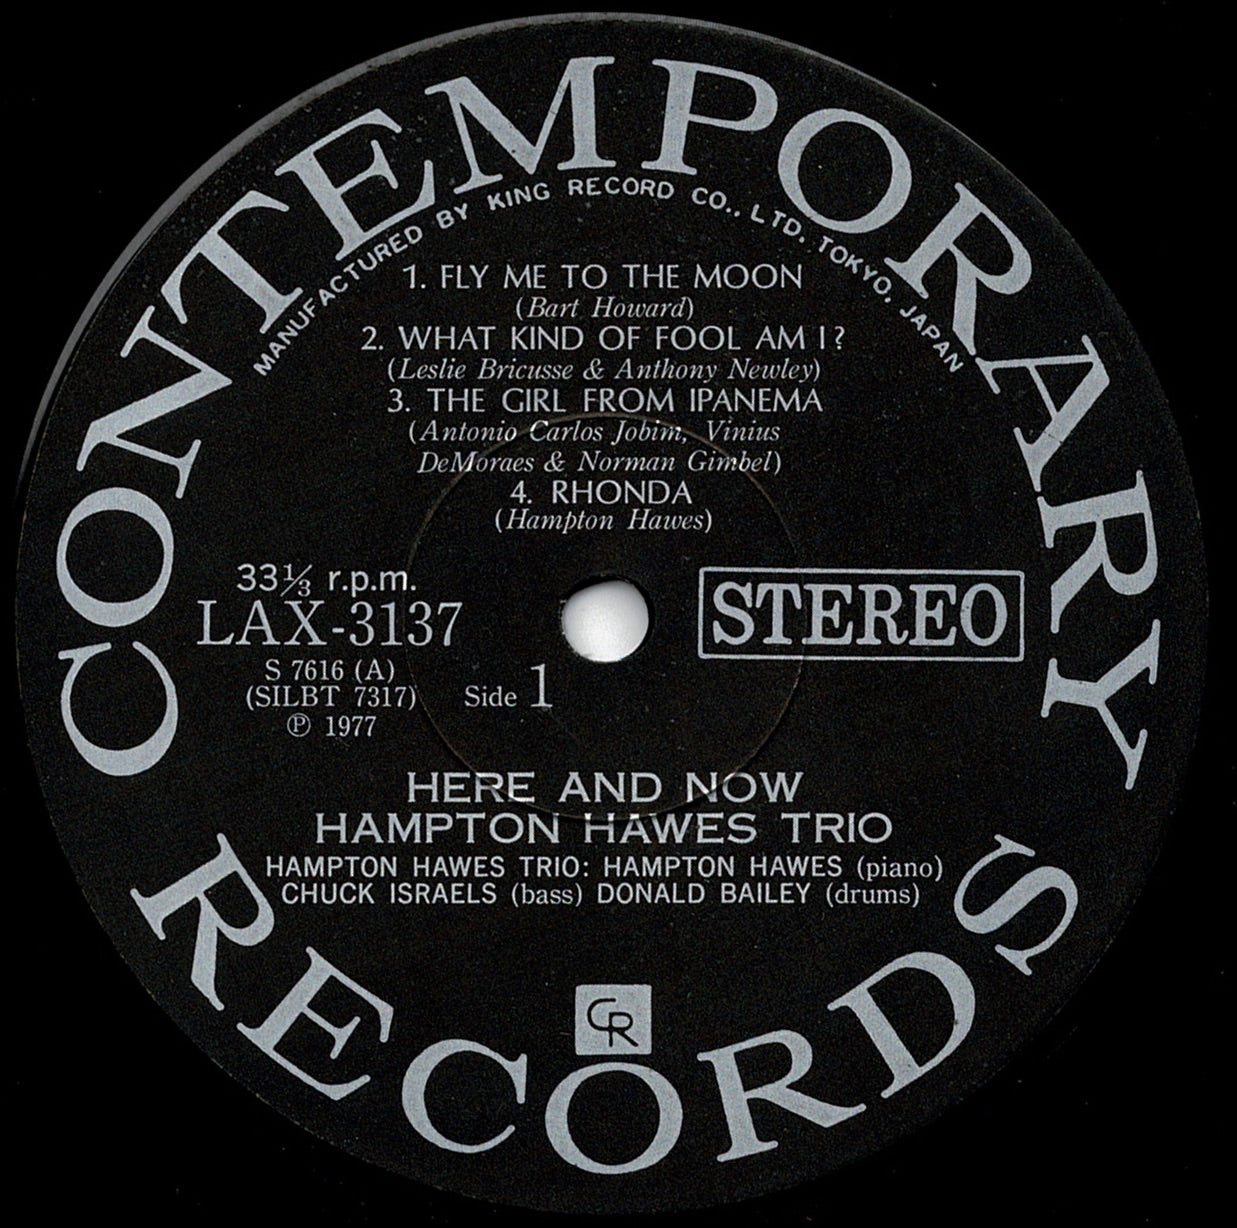 CONTEMPORARY
MANUFACTURED BY KING RECORD CO., LTD. TOKYO, JAPAN
1. FLY ME TO THE MOON
(Bart Howard)
2. WHAT KIND OF FOOL AM I?
(Leslie Bricusse & Anthony Newley)
3. THE GIRL FROM IPANEMA
(Antonio Carlos Jobim, Vinius
DeMoraes & Norman Gimbel)
4. RHONDA
(Hampton Hawes)
33⅓ r.p.m.
LAX-3137
S 7616 (A)
(SILBT 7317)
℗ 1977
Side 1
STEREO
HERE AND NOW
HAMPTON HAWES TRIO
HAMPTON HAWES TRIO: HAMPTON HAWES (piano)
CHUCK ISRAELS (bass) DONALD BAILEY (drums)
CR
RECORDS